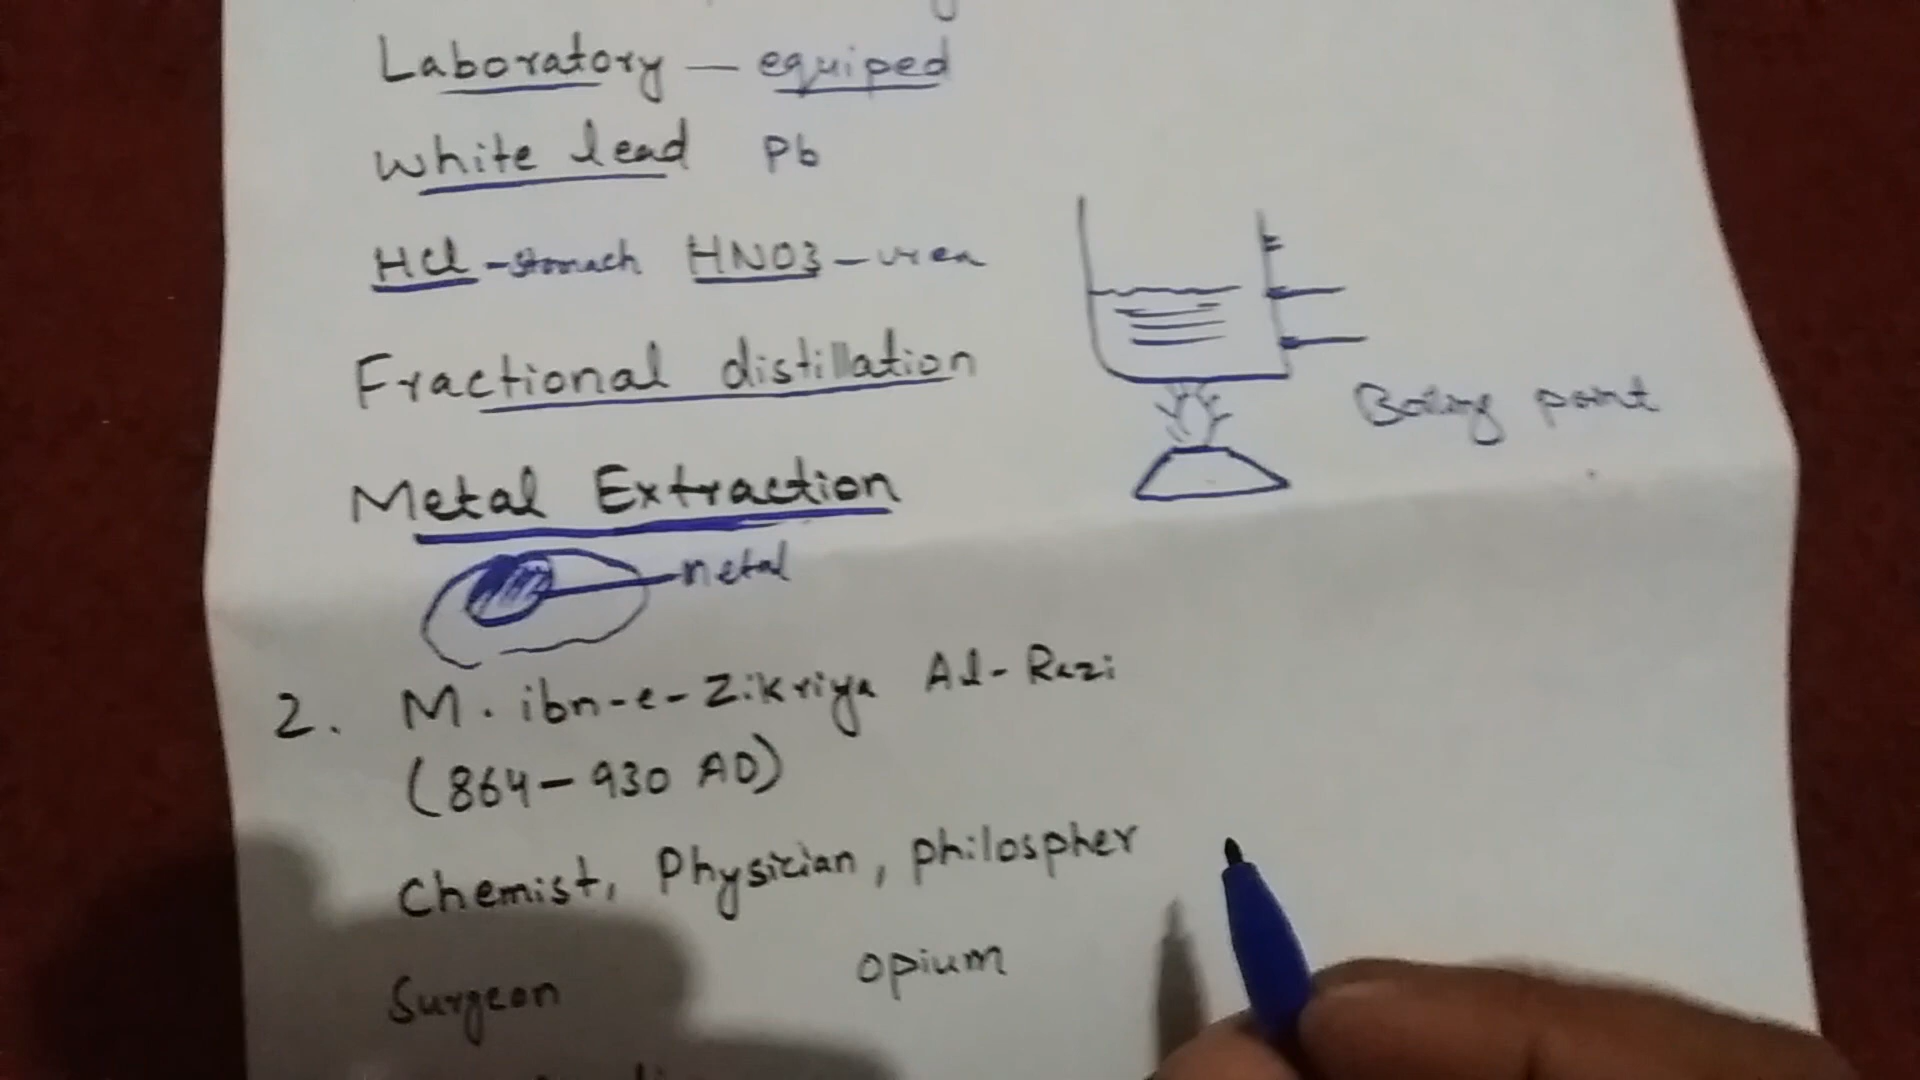 Laboratory — equiped
White lead Pb
HCl - stomach HNO3 - urea
Fractional distillation
Boiling point
Metal Extraction
metal
2. M. ibn-e-Zikriya Al-Razi
(864 - 930 AD)
Chemist, Physician, philospher
Surgeon opium